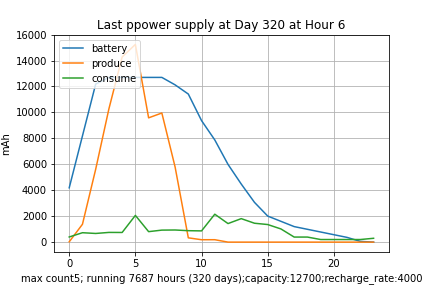 Last ppower supply at Day 320 at Hour 6
16000
14000
12000
10000
8000
6000
4000
2000
0
mAh
battery
produce
consume
0 5 10 15 20
max count5; running 7687 hours (320 days);capacity:12700;recharge_rate:4000